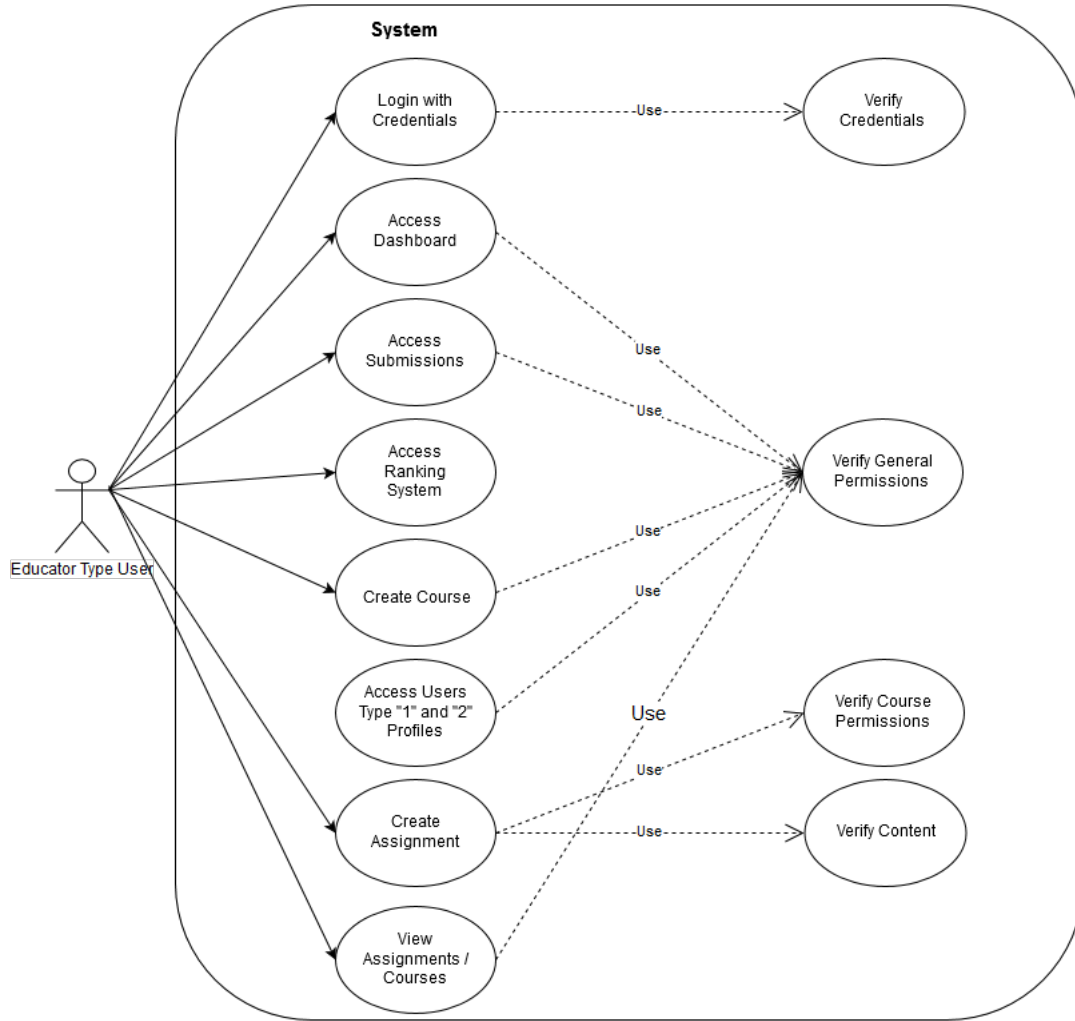 System
Login with
Credentials
Use
Verify
Credentials
Access
Dashboard
Use
Access
Submissions
Use
Access
Ranking
System
Verify General
Permissions
Educator Type User
Use
Create Course
Use
Access Users
Type "1" and "2"
Profiles
Use
Verify Course
Permissions
Use
Create
Assignment
Use
Verify Content
View
Assignments /
Courses